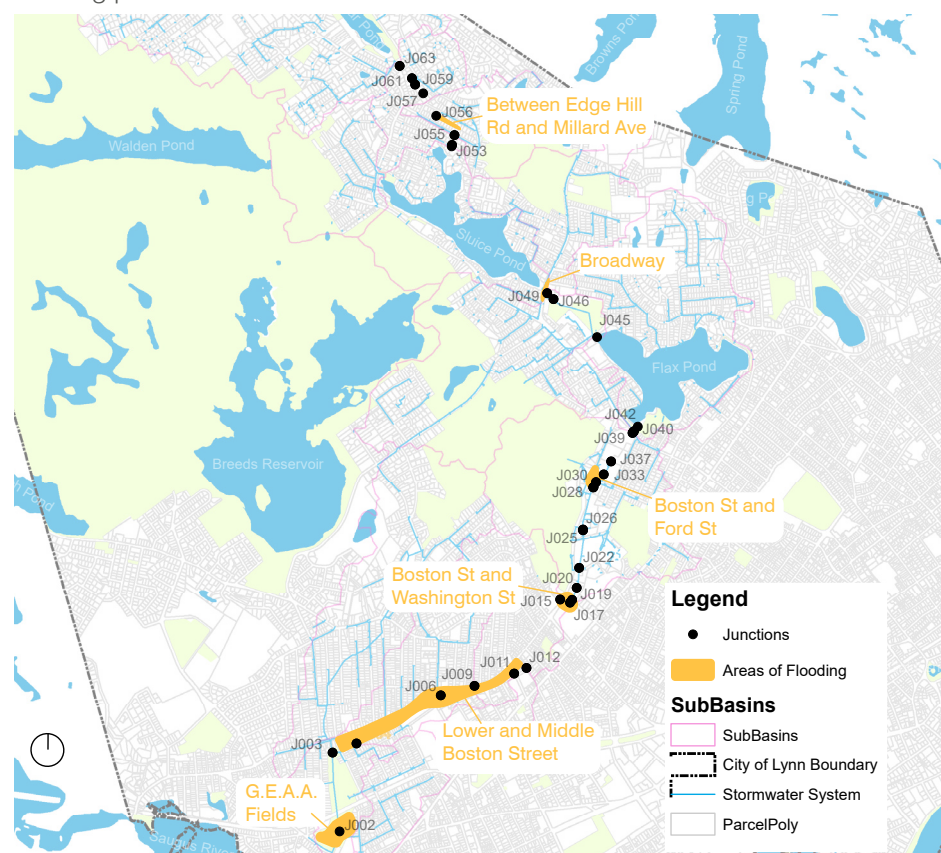 J063
J061
J059
J057
J056
Between Edge Hill
Rd and Millard Ave
J055
J053
Browns Pond
Spring Pond
Walden Pond
Sluice Pond
Broadway
J049
J046
J045
Flax Pond
J042
J040
J039
Breeds Reservoir
J037
J030
J033
J028
Boston St and
Ford St
J026
J025
J022
Boston St and
Washington St
J020
J019
J015
J017
Legend
Junctions
Areas of Flooding
SubBasins
SubBasins
City of Lynn Boundary
Stormwater System
ParcelPoly
J012
J011
J009
J006
Lower and Middle
Boston Street
J003
G.E.A.A.
Fields
J002